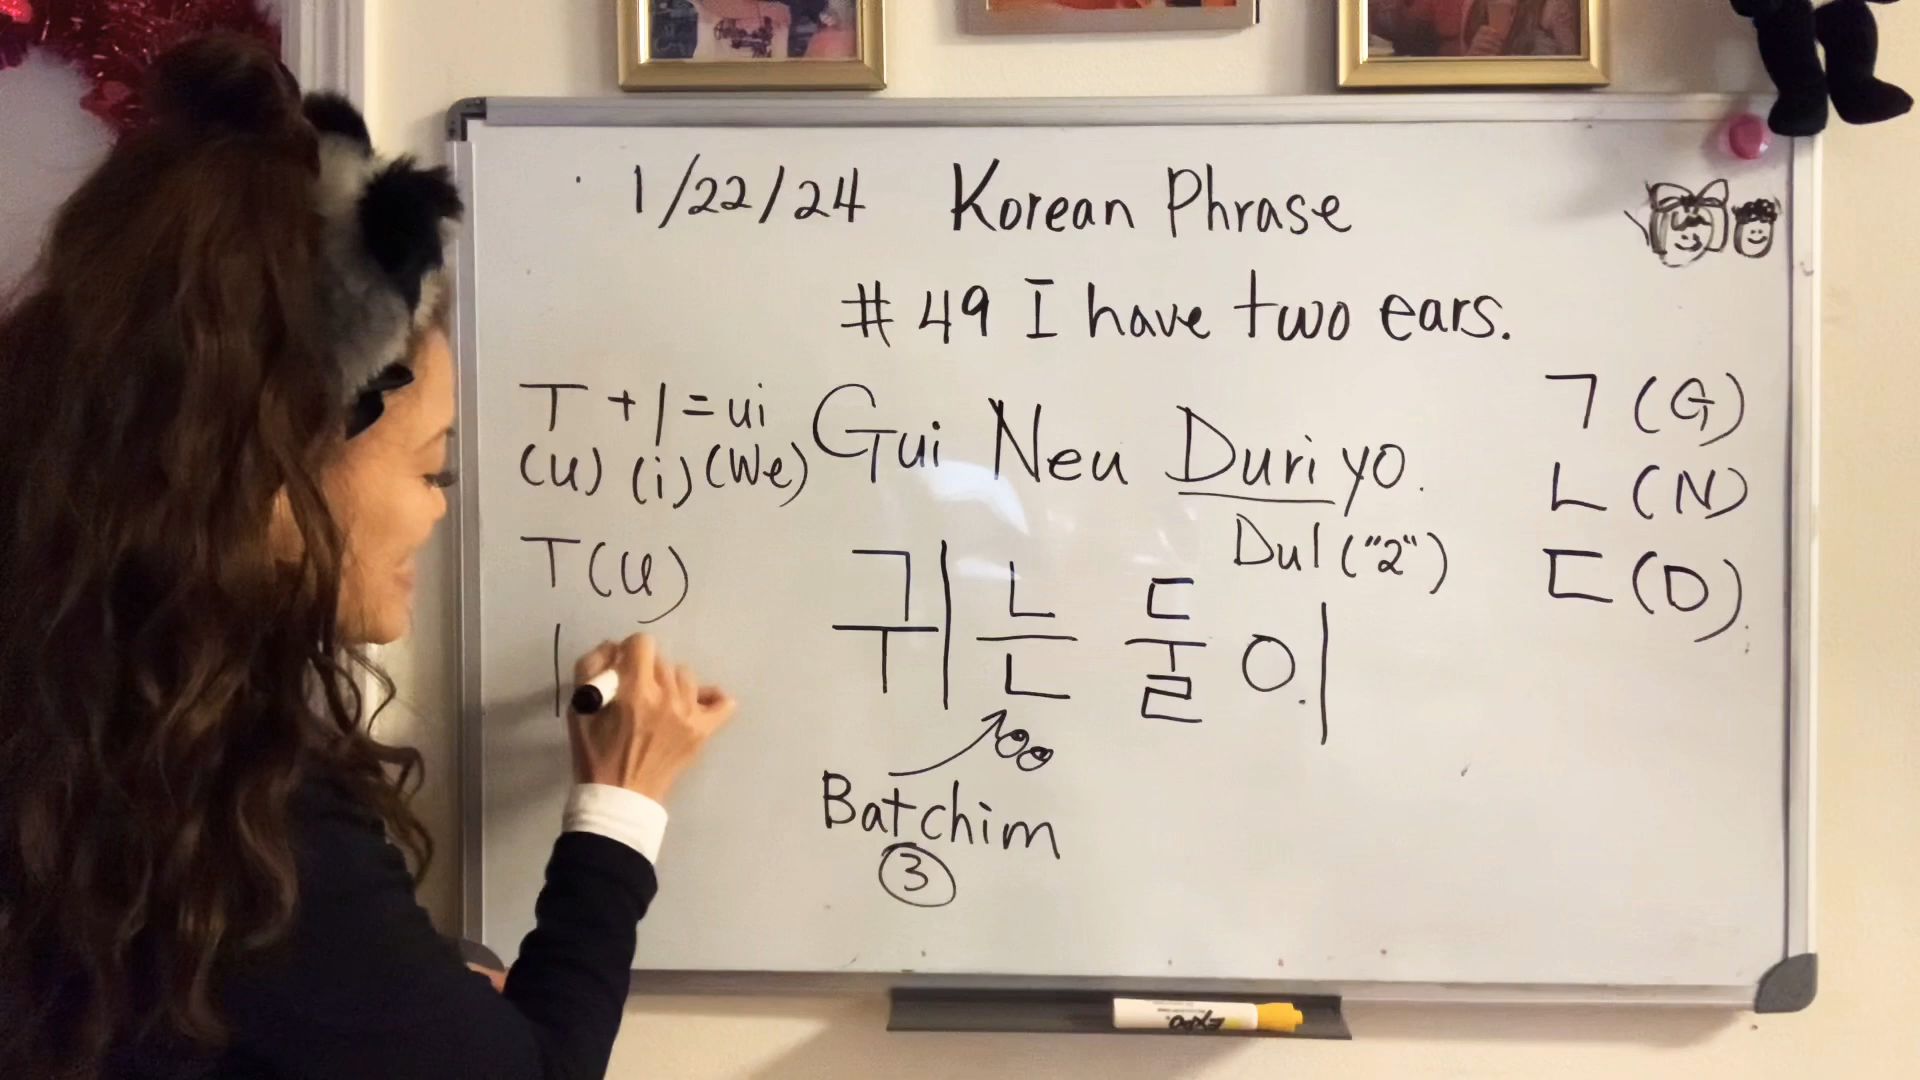 1/22/24 Korean Phrase
# 49 I have two ears.
ㅜ + ㅣ = ui
(u) (i) (We)
Gui Neu Duri yo.
Dul ("2")
ㄱ (G)
ㄴ (N)
ㄷ (D)
ㅜ (u)
ㅣ
귀 는 둘 이
Batchim
③
EXPO